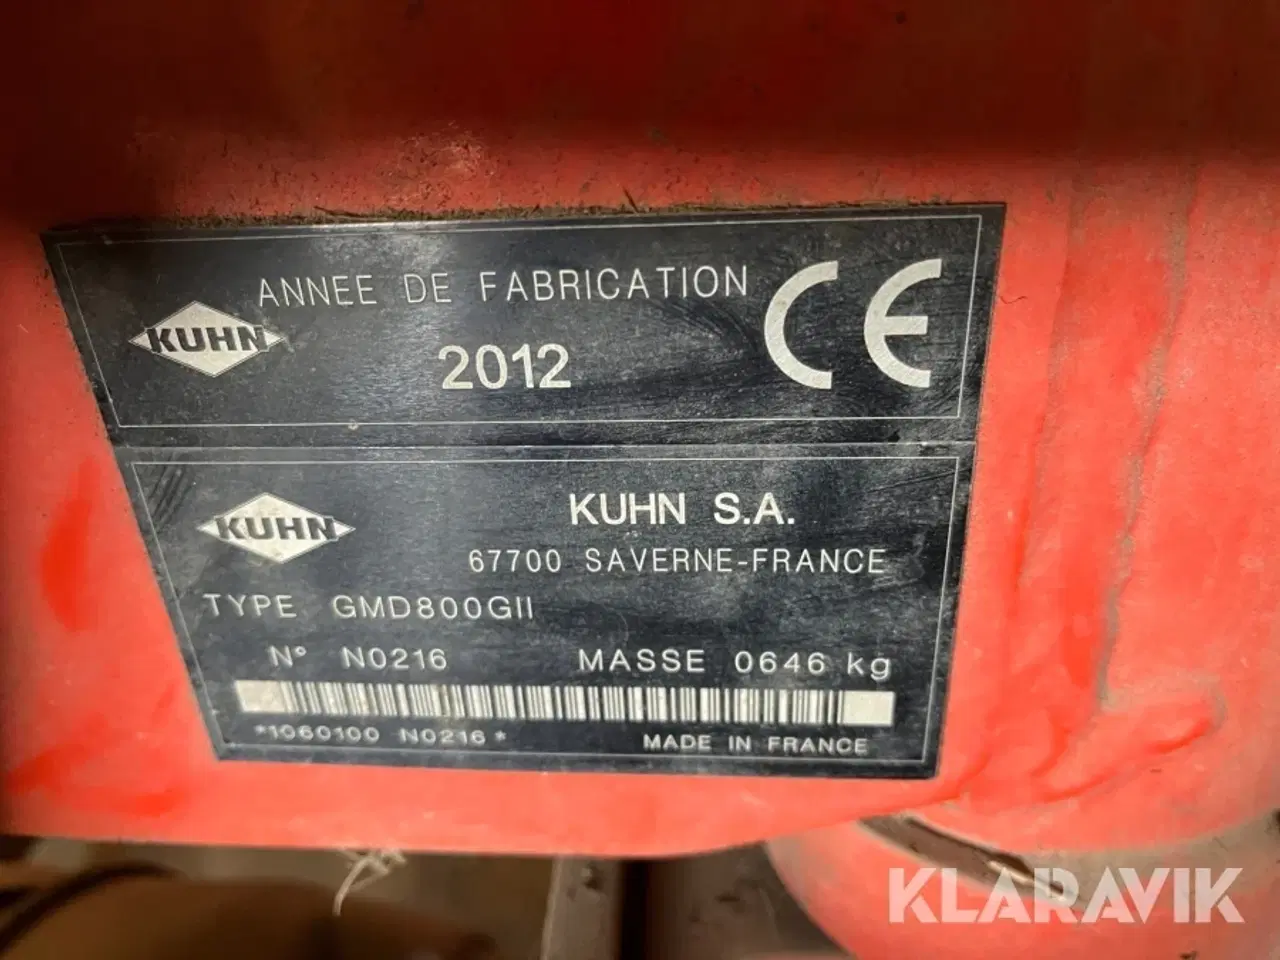 ANNEE DE FABRICATION
KUHN
2012
CE
KUHN
KUHN S.A.
67700 SAVERNE-FRANCE
TYPE GMD800GII
N° N0216 MASSE 0646 kg
*1060100 N0216*
MADE IN FRANCE
KLARAVIK